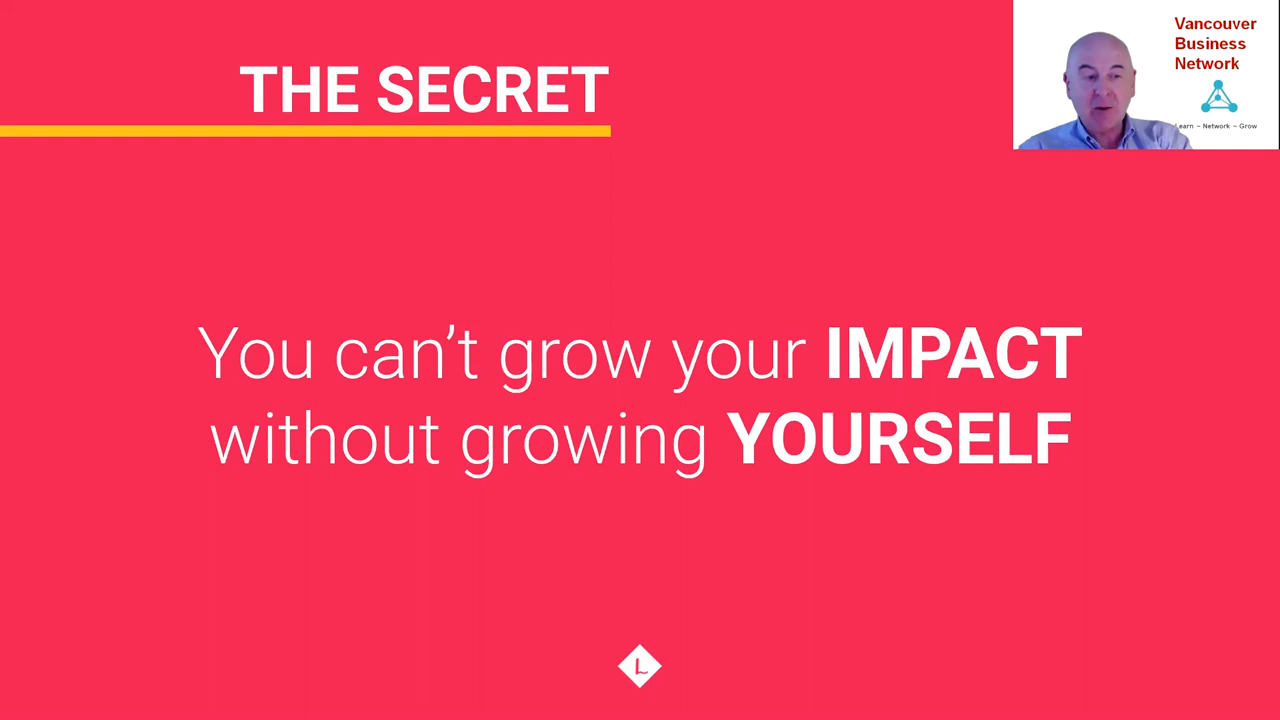 THE SECRET
Vancouver
Business
Network
Learn ~ Network ~ Grow
You can't grow your IMPACT
without growing YOURSELF
L